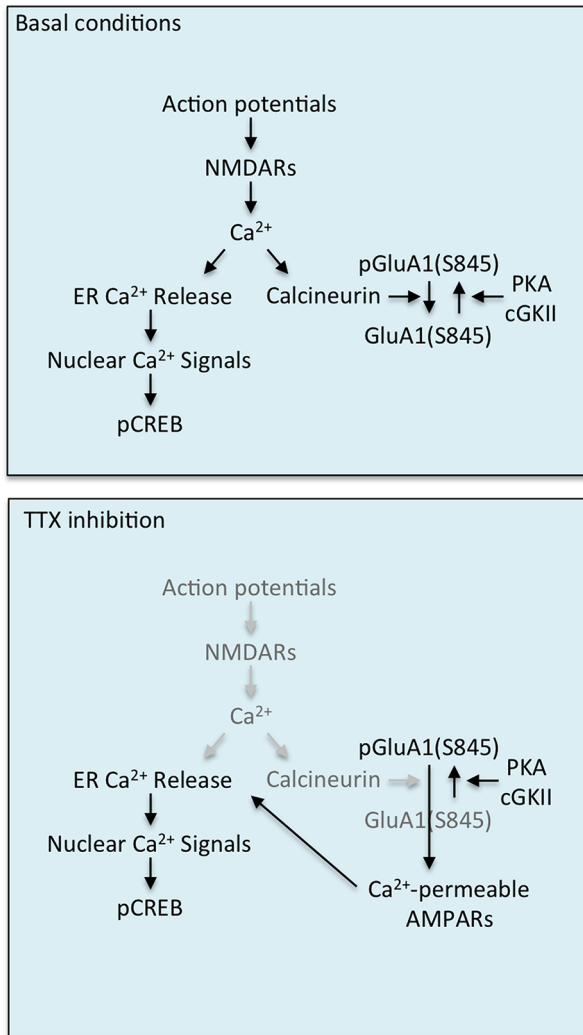 Basal conditions
Action potentials
NMDARs
Ca²⁺
pGluA1(S845)
ER Ca²⁺ Release
Calcineurin
PKA
cGKII
GluA1(S845)
Nuclear Ca²⁺ Signals
pCREB
TTX inhibition
Action potentials
NMDARs
Ca²⁺
pGluA1(S845)
ER Ca²⁺ Release
Calcineurin
PKA
cGKII
GluA1(S845)
Nuclear Ca²⁺ Signals
pCREB
Ca²⁺-permeable
AMPARs